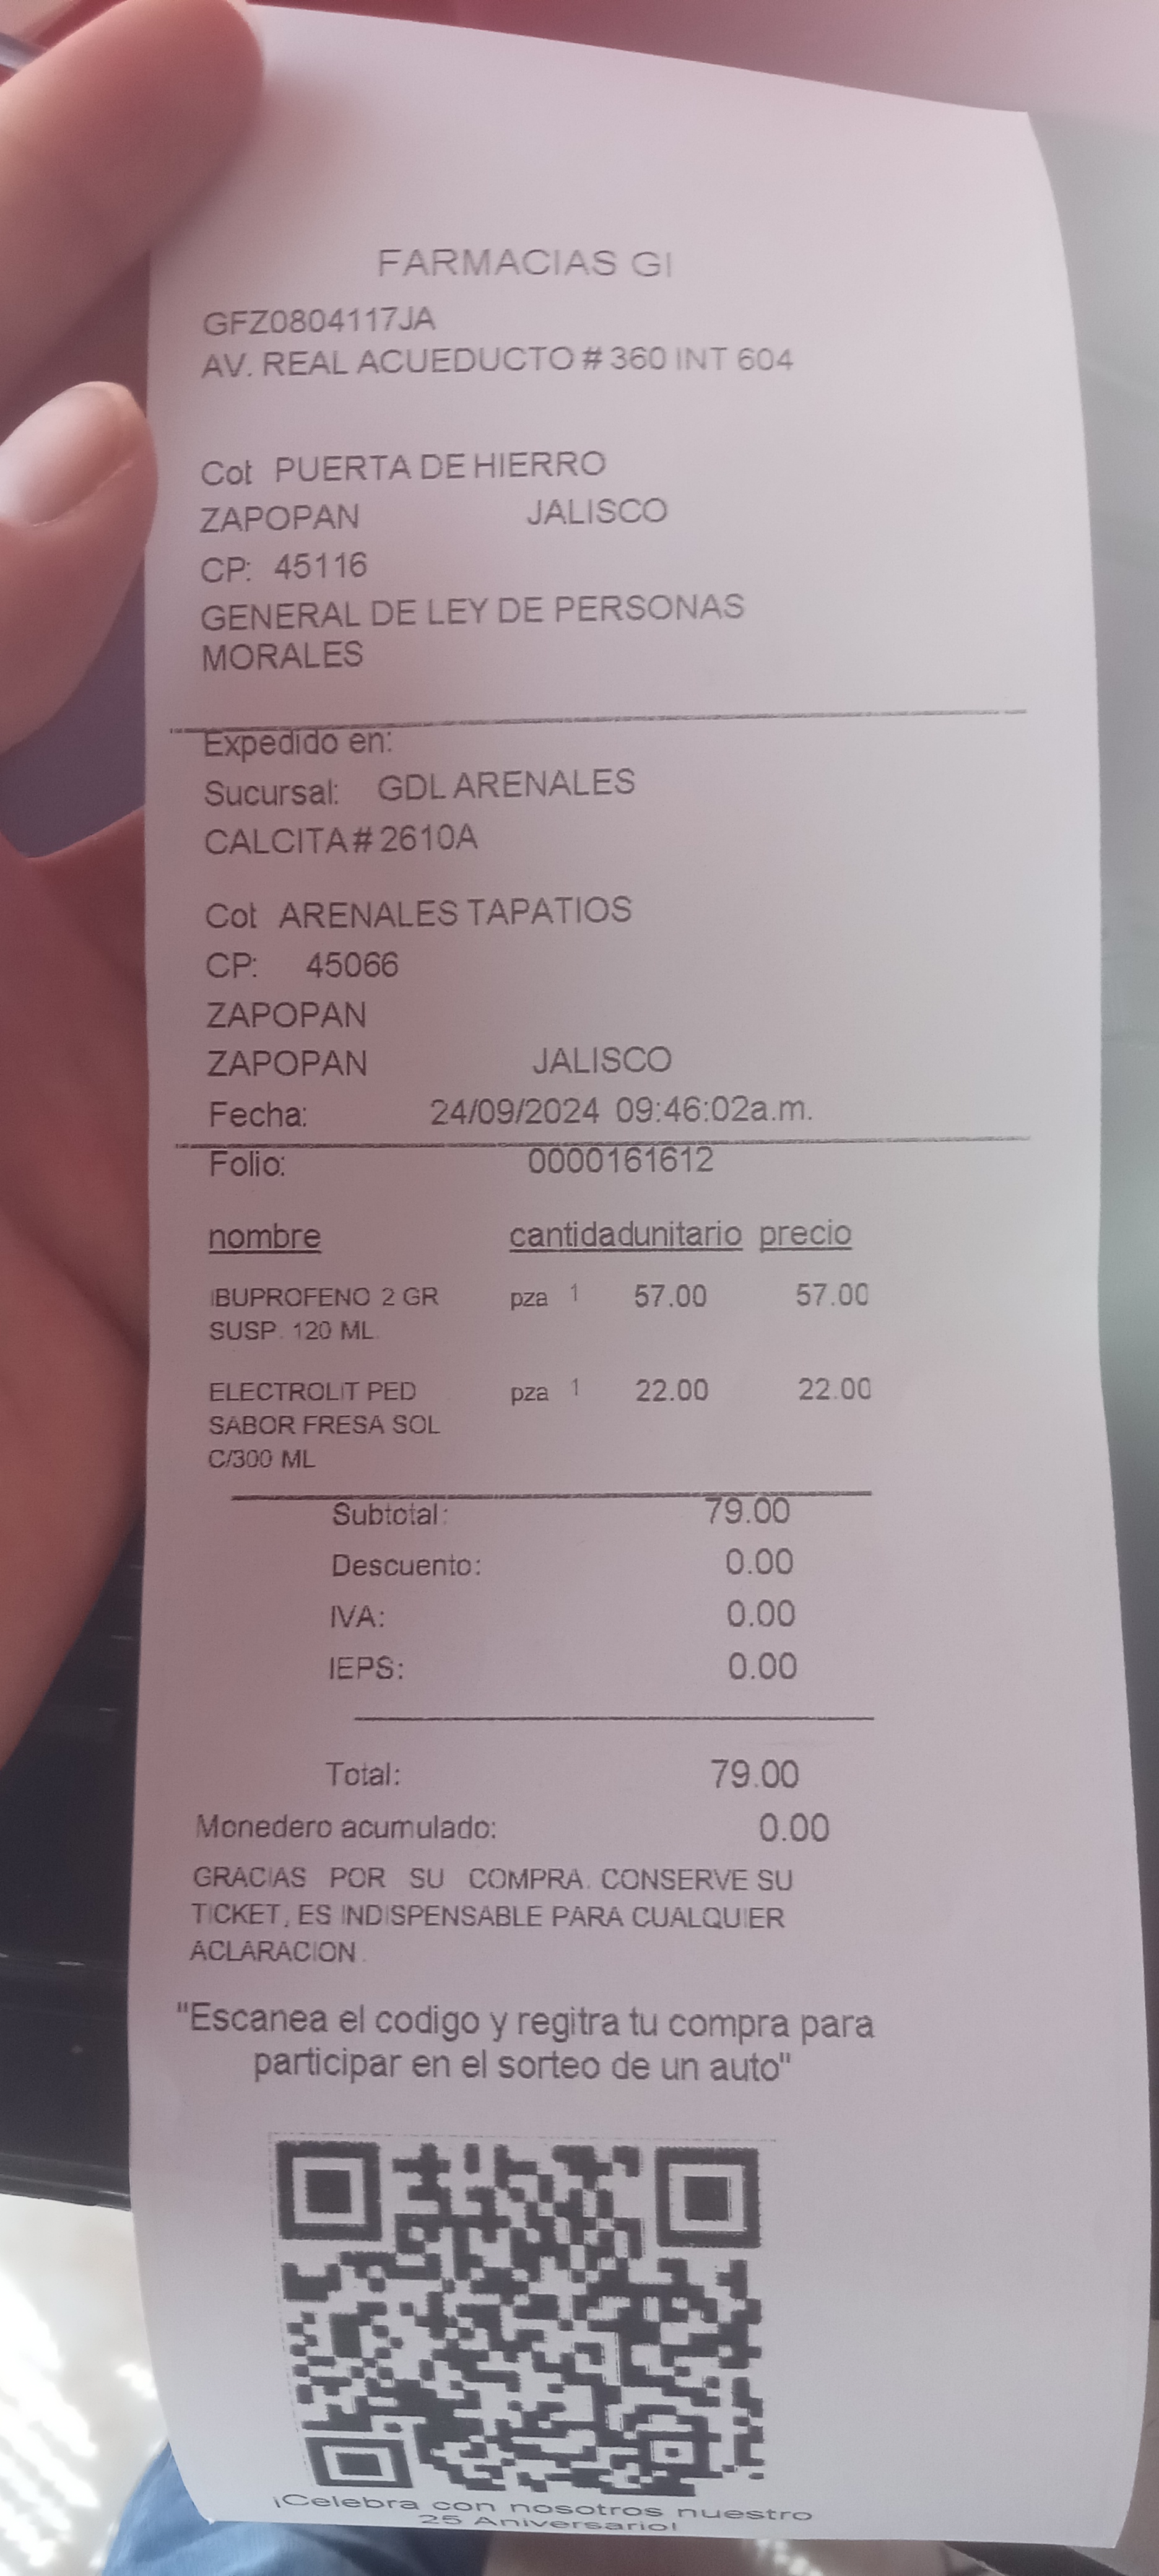 FARMACIAS GI
GFZ0804117JA
AV. REAL ACUEDUCTO # 360 INT 604
Cot PUERTA DE HIERRO
ZAPOPAN JALISCO
CP: 45116
GENERAL DE LEY DE PERSONAS
MORALES
Expedido en:
Sucursal: GDL ARENALES
CALCITA # 2610A
Cot ARENALES TAPATIOS
CP: 45066
ZAPOPAN
ZAPOPAN JALISCO
Fecha: 24/09/2024 09:46:02a.m.
Folio: 0000161612
nombre cantidadunitario precio
IBUPROFENO 2 GR pza 1 57.00 57.00
SUSP. 120 ML.
ELECTROLIT PED pza 1 22.00 22.00
SABOR FRESA SOL
C/300 ML
Subtotal: 79.00
Descuento: 0.00
IVA: 0.00
IEPS: 0.00
Total: 79.00
Monedero acumulado: 0.00
GRACIAS POR SU COMPRA. CONSERVE SU
TICKET, ES INDISPENSABLE PARA CUALQUIER
ACLARACION.
"Escanea el codigo y regitra tu compra para
participar en el sorteo de un auto"
¡Celebra con nosotros nuestro
25 Aniversario!